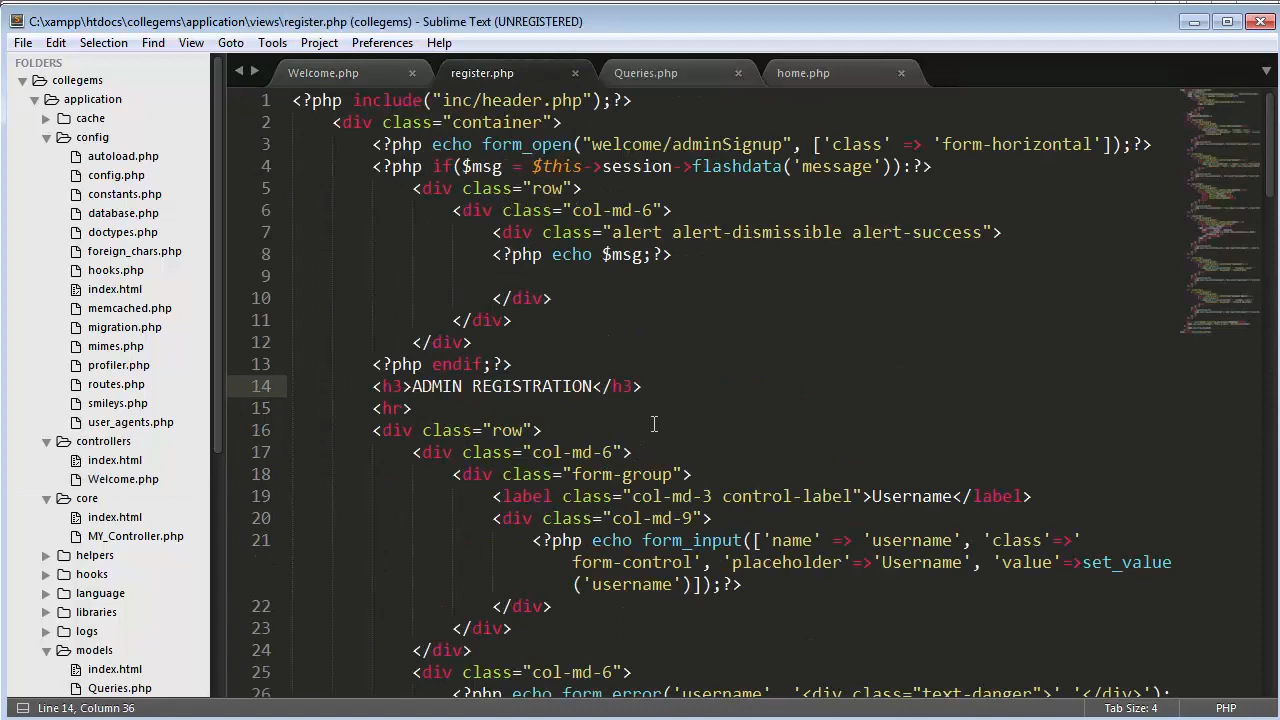 C:\xampp\htdocs\collegems\application\views\register.php (collegems) - Sublime Text (UNREGISTERED)
File Edit Selection Find View Goto Tools Project Preferences Help
FOLDERS
collegems
application
cache
config
autoload.php
config.php
constants.php
database.php
doctypes.php
foreign_chars.php
hooks.php
index.html
memcached.php
migration.php
mimes.php
profiler.php
routes.php
smileys.php
user_agents.php
controllers
index.html
Welcome.php
core
index.html
MY_Controller.php
helpers
hooks
language
libraries
logs
models
index.html
Queries.php
Welcome.php × register.php × Queries.php × home.php ×
1 <?php include("inc/header.php");?>
2 <div class="container">
3 <?php echo form_open("welcome/adminSignup", ['class' => 'form-horizontal']);?>
4 <?php if($msg = $this->session->flashdata('message')):?>
5 <div class="row">
6 <div class="col-md-6">
7 <div class="alert alert-dismissible alert-success">
8 <?php echo $msg;?>
9
10 </div>
11 </div>
12 </div>
13 <?php endif;?>
14 <h3>ADMIN REGISTRATION</h3>
15 <hr>
16 <div class="row">
17 <div class="col-md-6">
18 <div class="form-group">
19 <label class="col-md-3 control-label">Username</label>
20 <div class="col-md-9">
21 <?php echo form_input(['name' => 'username', 'class'=>'
form-control', 'placeholder'=>'Username', 'value'=>set_value
('username')]);?>
22 </div>
23 </div>
24 </div>
25 <div class="col-md-6">
26 <?php echo form_error('username', '<div class="text-danger">','</div>');
Line 14, Column 36 Tab Size: 4 PHP